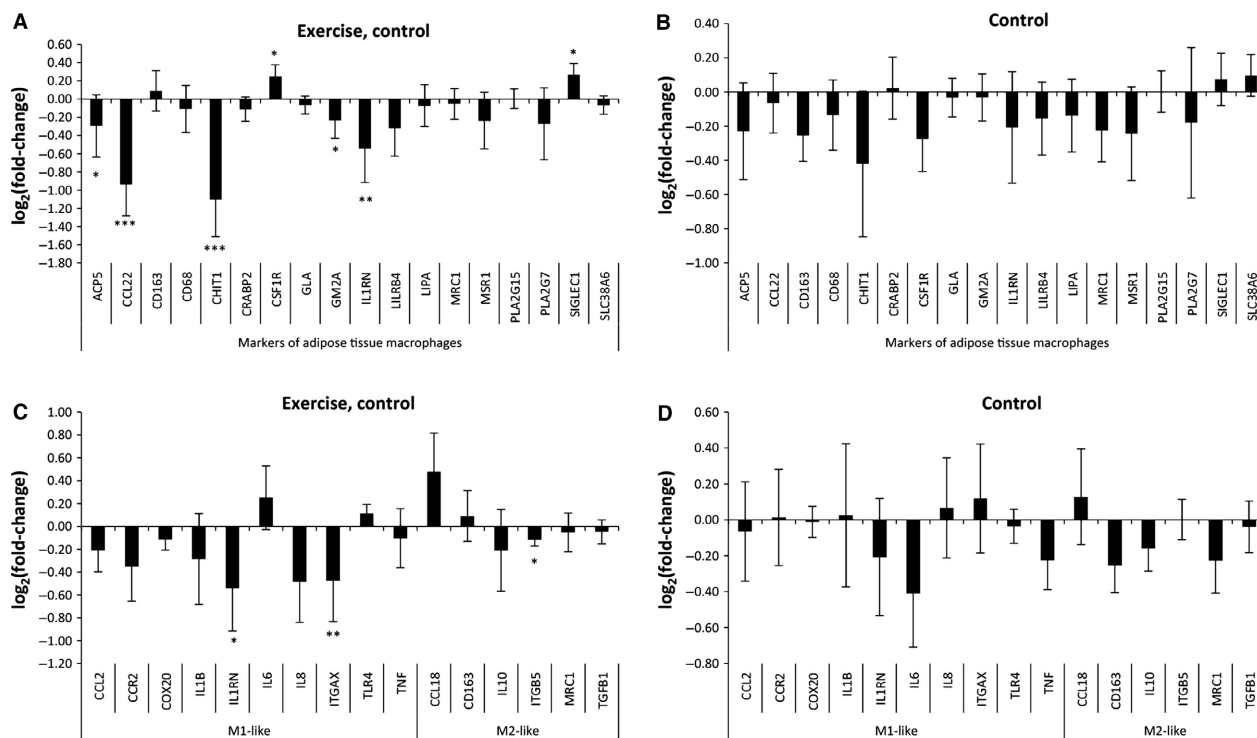 A
Exercise, control
log2(fold-change)
0.60
0.40
0.20
0.00
−0.20
−0.40
−0.60
−0.80
−1.00
−1.20
−1.40
−1.60
−1.80
*
***
***
*
*
**
*
ACP5
CCL22
CD163
CD68
CHIT1
CRABP2
CSF1R
GLA
GM2A
IL1RN
LILRB4
LIPA
MRC1
MSR1
PLA2G15
PLA2G7
SIGLEC1
SLC38A6
Markers of adipose tissue macrophages
B
Control
log2(fold-change)
0.40
0.20
0.00
−0.20
−0.40
−0.60
−0.80
−1.00
ACP5
CCL22
CD163
CD68
CHIT1
CRABP2
CSF1R
GLA
GM2A
IL1RN
LILRB4
LIPA
MRC1
MSR1
PLA2G15
PLA2G7
SIGLEC1
SLC38A6
Markers of adipose tissue macrophages
C
Exercise, control
log2(fold-change)
1.00
0.80
0.60
0.40
0.20
0.00
−0.20
−0.40
−0.60
−0.80
−1.00
−1.20
*
**
*
CCL2
CCR2
COX20
IL1B
IL1RN
IL6
IL8
ITGAX
TLR4
TNF
CCL18
CD163
IL10
ITGB5
MRC1
TGFB1
M1-like
M2-like
D
Control
log2(fold-change)
0.60
0.40
0.20
0.00
−0.20
−0.40
−0.60
−0.80
CCL2
CCR2
COX20
IL1B
IL1RN
IL6
IL8
ITGAX
TLR4
TNF
CCL18
CD163
IL10
ITGB5
MRC1
TGFB1
M1-like
M2-like